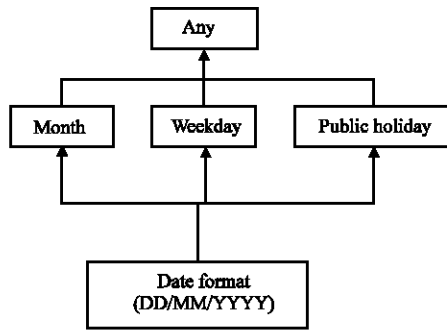 Any
Month
Weekday
Public holiday
Date format
(DD/MM/YYYY)